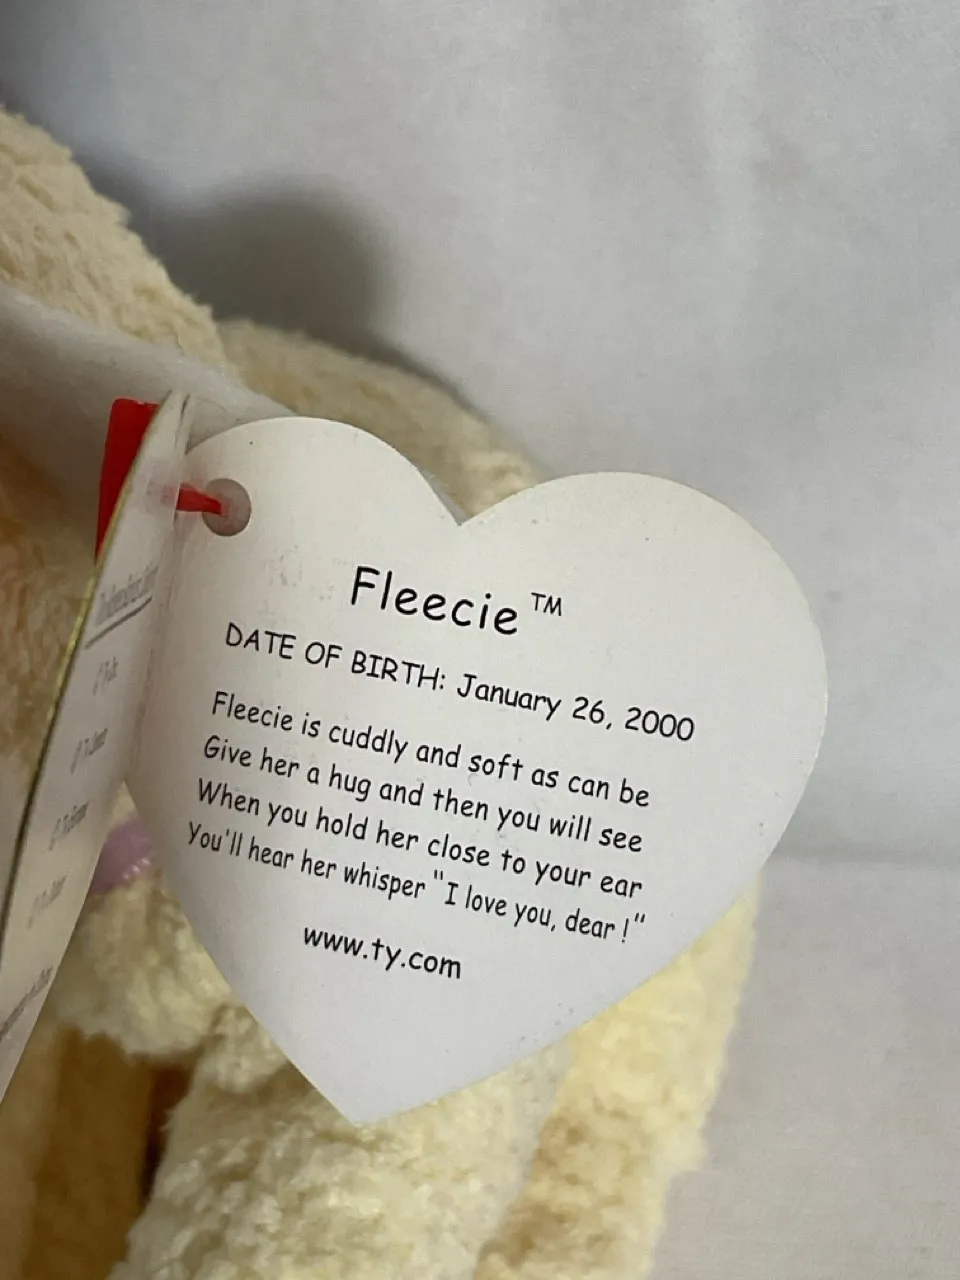 Fleecie™
DATE OF BIRTH: January 26, 2000
Fleecie is cuddly and soft as can be
Give her a hug and then you will see
When you hold her close to your ear
You'll hear her whisper "I love you, dear !"
www.ty.com